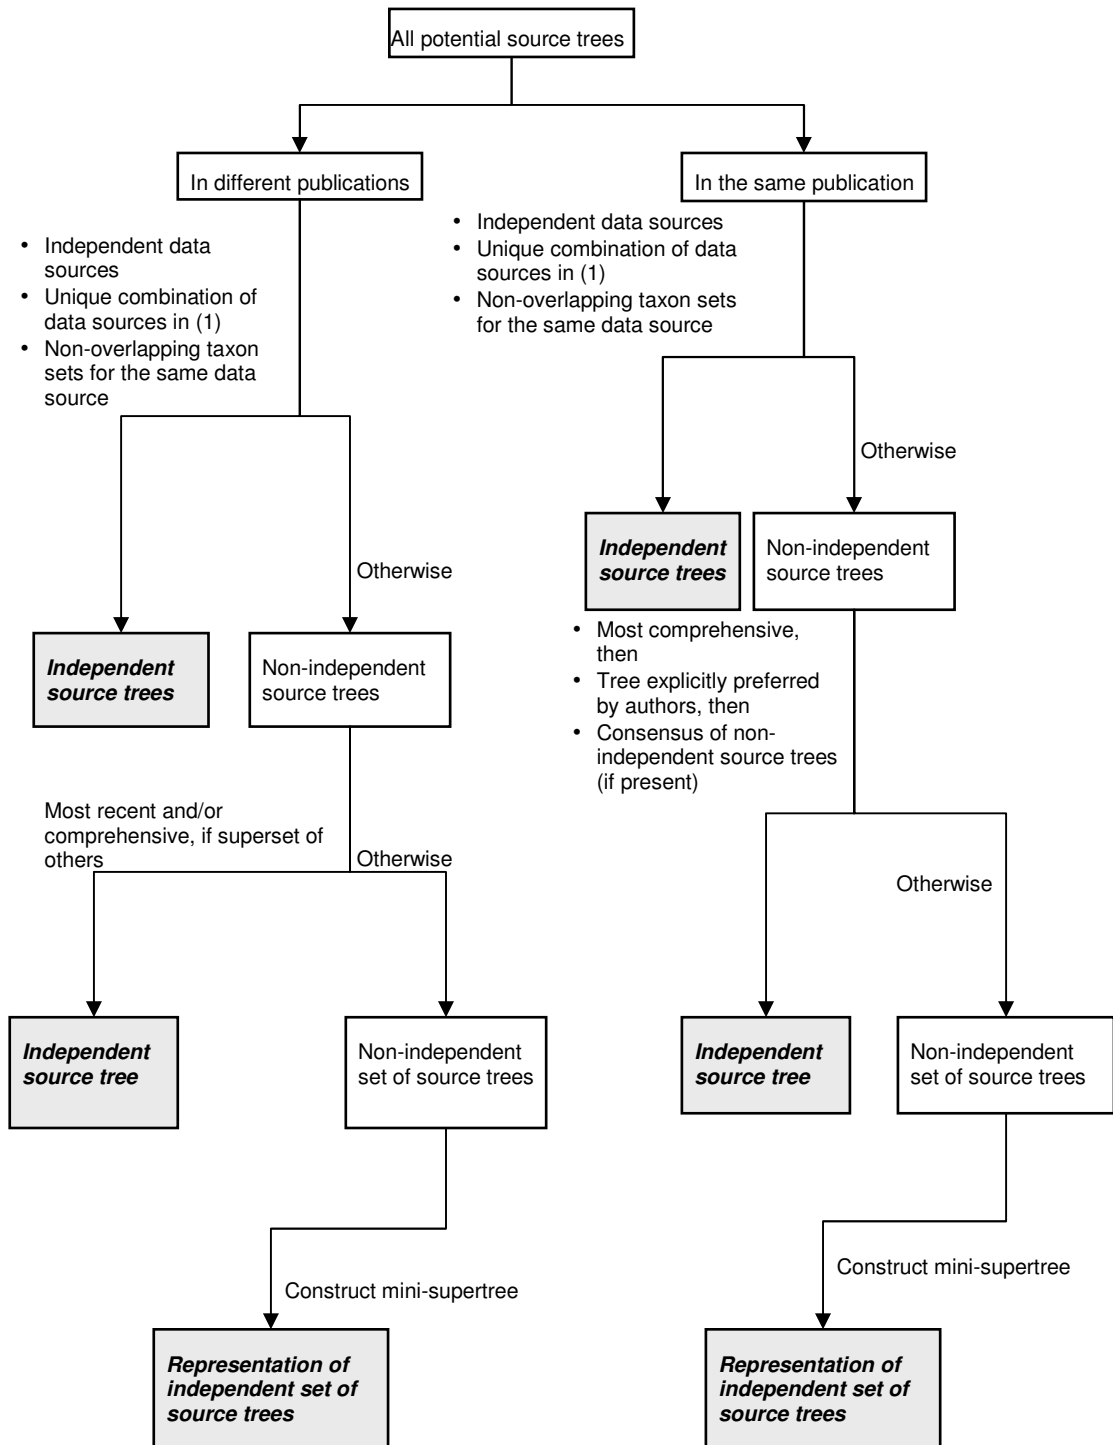 All potential source trees
In different publications
In the same publication
• Independent data
sources
• Unique combination of
data sources in (1)
• Non-overlapping taxon
sets for the same data
source
• Independent data sources
• Unique combination of data
sources in (1)
• Non-overlapping taxon sets
for the same data source
Otherwise
Independent
source trees
Non-independent
source trees
Otherwise
Independent
source trees
Non-independent
source trees
• Most comprehensive,
then
• Tree explicitly preferred
by authors, then
• Consensus of non-
independent source trees
(if present)
Most recent and/or
comprehensive, if superset of
others
Otherwise
Otherwise
Independent
source tree
Non-independent
set of source trees
Independent
source tree
Non-independent
set of source trees
Construct mini-supertree
Construct mini-supertree
Representation of
independent set of
source trees
Representation of
independent set of
source trees